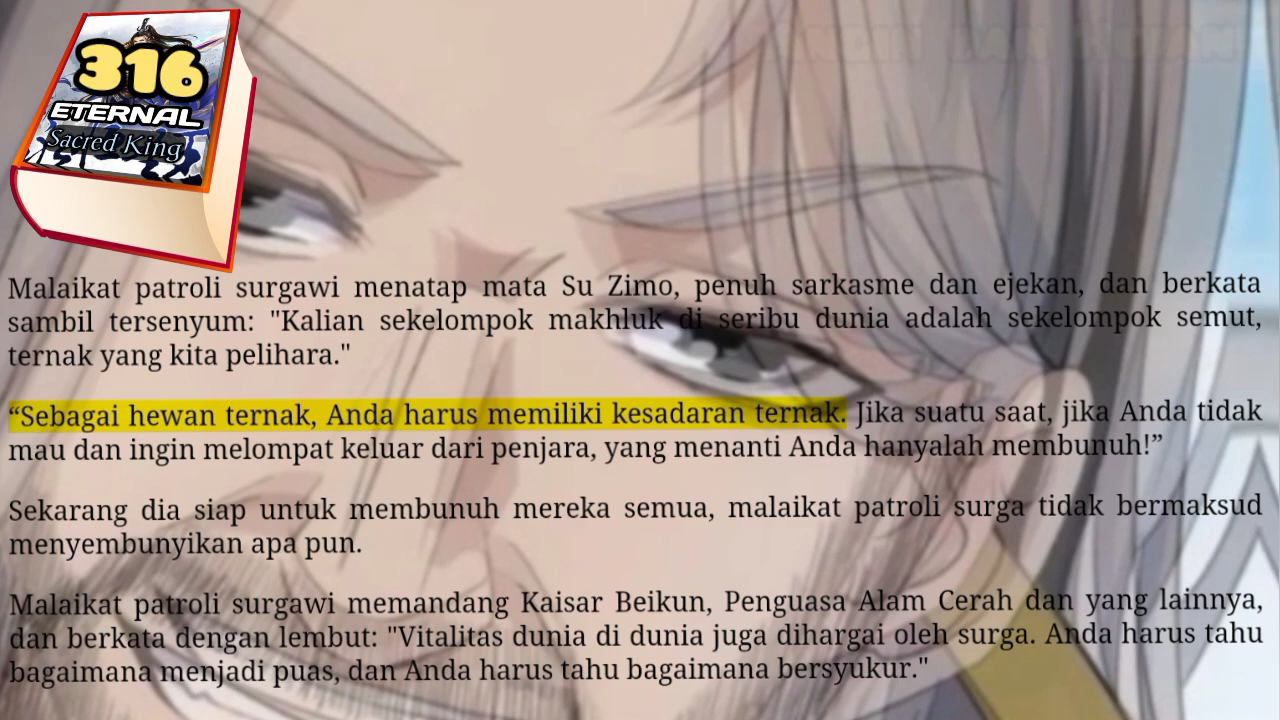 316
ETERNAL
Sacred King
Malaikat patroli surgawi menatap mata Su Zimo, penuh sarkasme dan ejekan, dan berkata
sambil tersenyum: "Kalian sekelompok makhluk di seribu dunia adalah sekelompok semut,
ternak yang kita pelihara."
“Sebagai hewan ternak, Anda harus memiliki kesadaran ternak. Jika suatu saat, jika Anda tidak
mau dan ingin melompat keluar dari penjara, yang menanti Anda hanyalah membunuh!”
Sekarang dia siap untuk membunuh mereka semua, malaikat patroli surga tidak bermaksud
menyembunyikan apa pun.
Malaikat patroli surgawi memandang Kaisar Beikun, Penguasa Alam Cerah dan yang lainnya,
dan berkata dengan lembut: "Vitalitas dunia di dunia juga dihargai oleh surga. Anda harus tahu
bagaimana menjadi puas, dan Anda harus tahu bagaimana bersyukur."